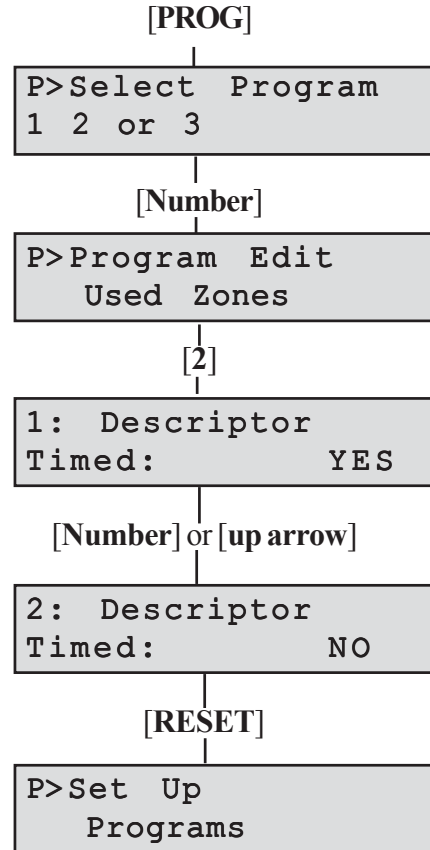 [PROG]
P>Select Program
1 2 or 3
[Number]
P>Program Edit
Used Zones
[2]
1: Descriptor
Timed: YES
[Number] or [up arrow]
2: Descriptor
Timed: NO
[RESET]
P>Set Up
Programs